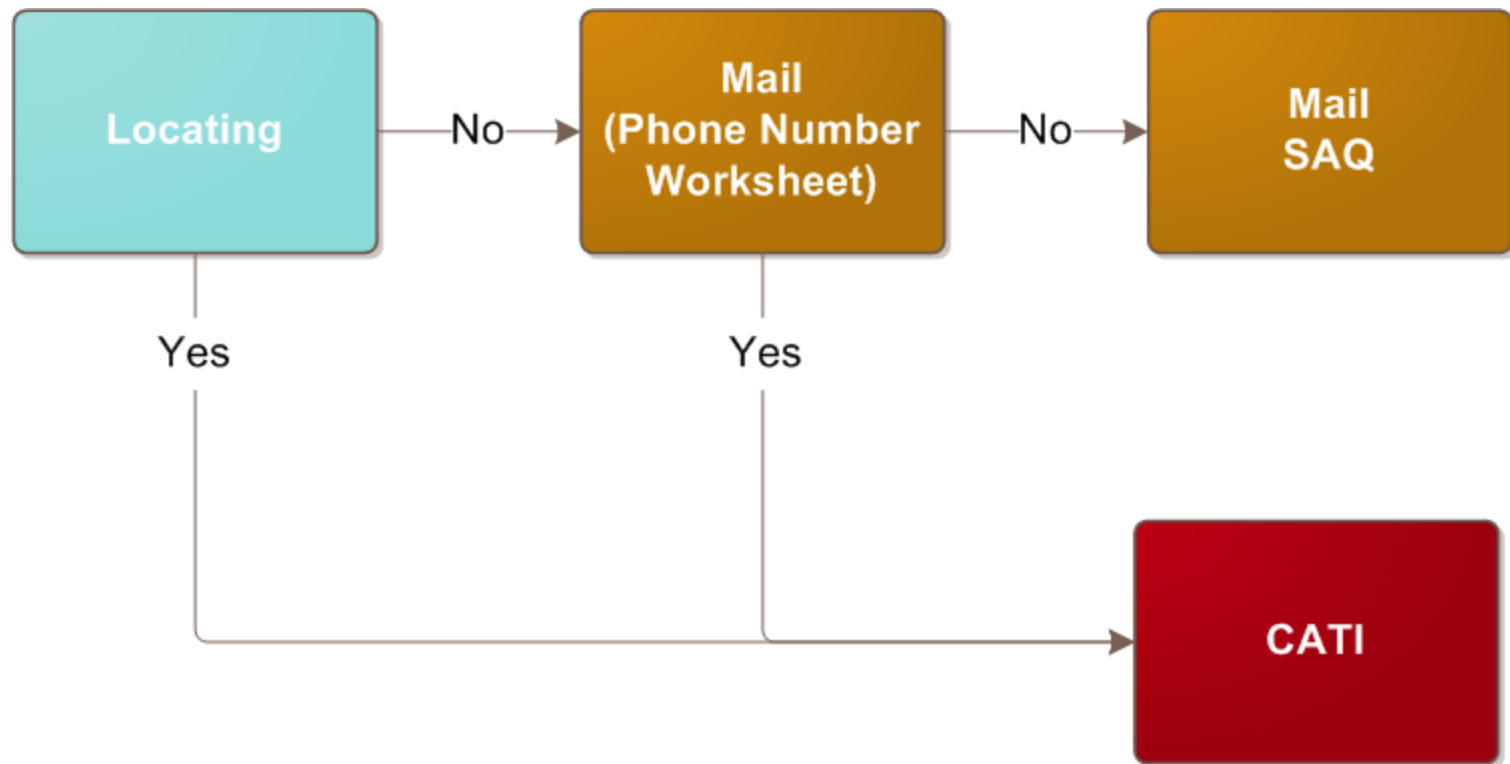 Locating
No
Mail
(Phone Number
Worksheet)
No
Mail
SAQ
Yes
Yes
CATI